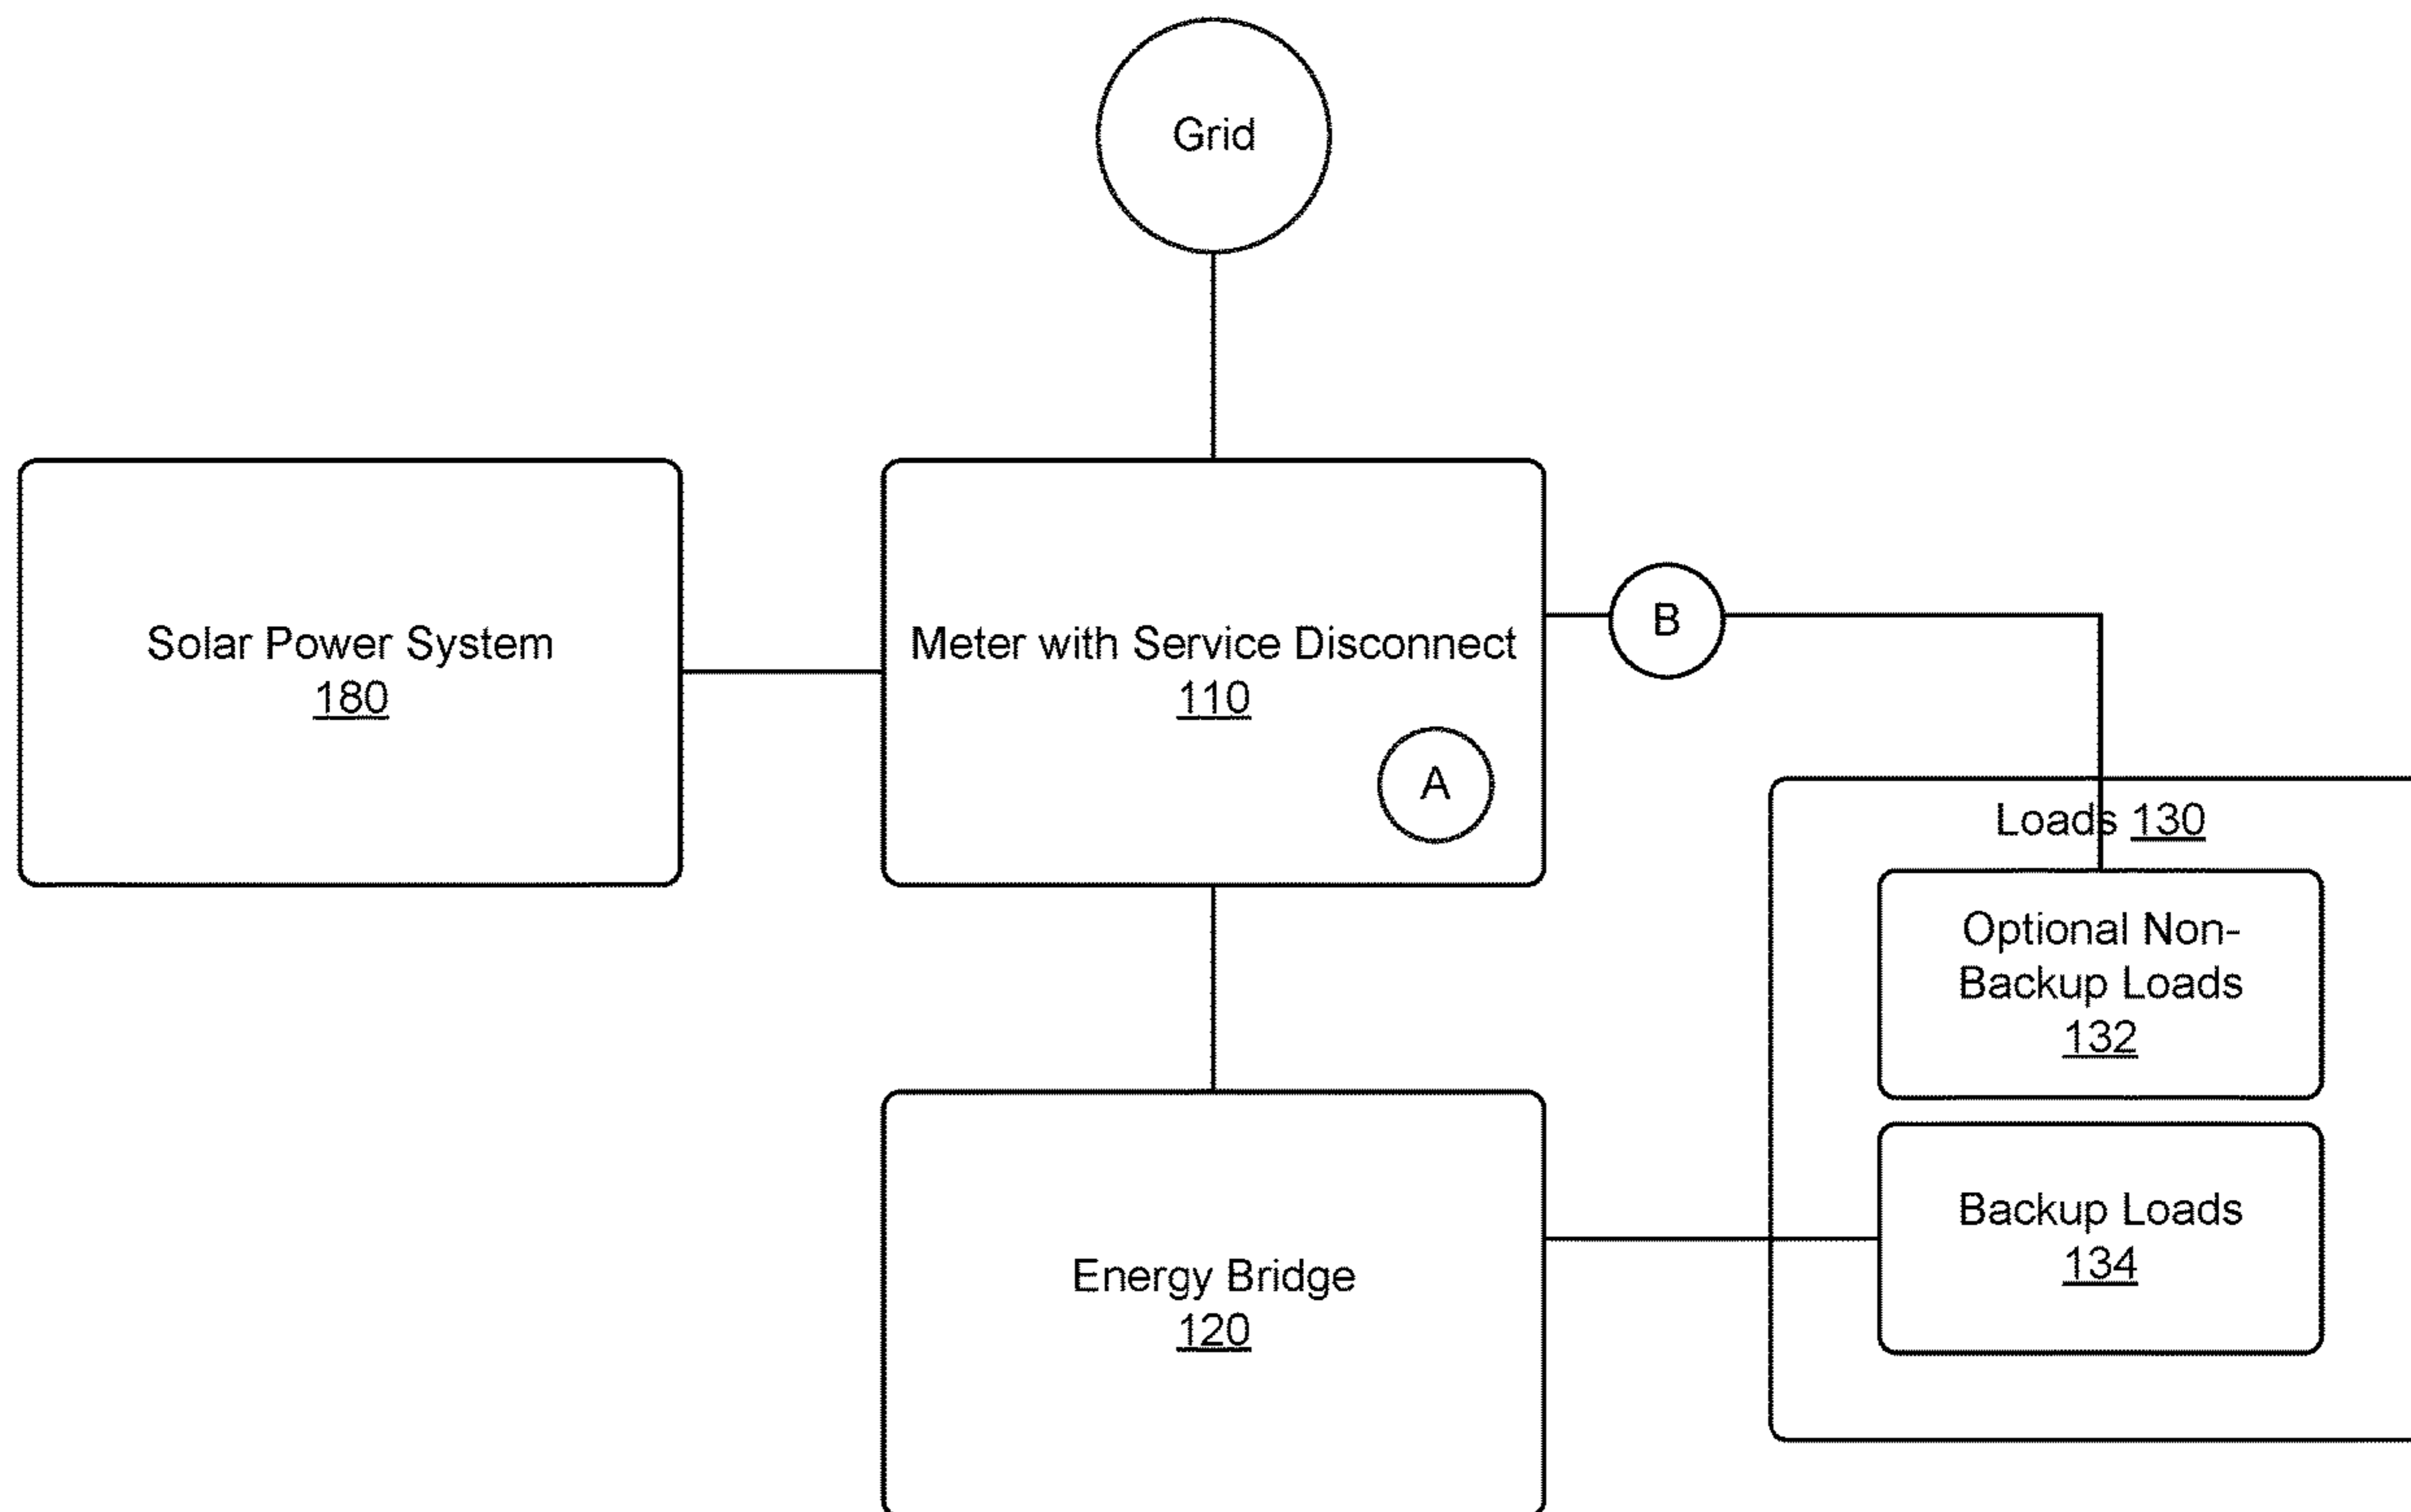 Grid
Solar Power System
180
Meter with Service Disconnect
110
A
B
Loads 130
Optional Non-
Backup Loads
132
Backup Loads
134
Energy Bridge
120